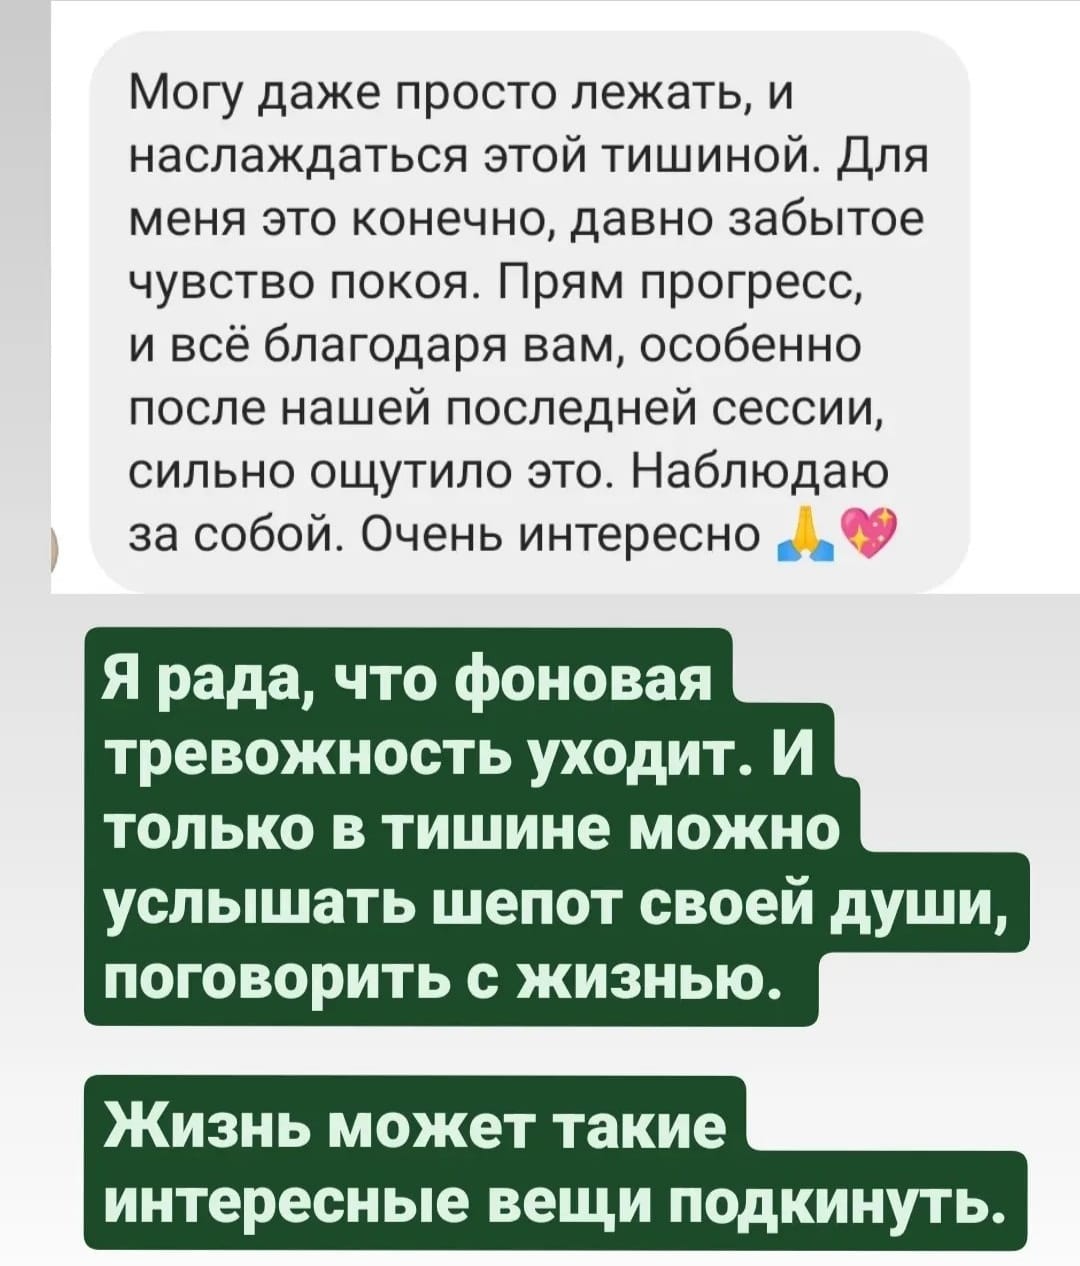 Могу даже просто лежать, и
наслаждаться этой тишиной. Для
меня это конечно, давно забытое
чувство покоя. Прям прогресс,
и всё благодаря вам, особенно
после нашей последней сессии,
сильно ощутило это. Наблюдаю
за собой. Очень интересно 🙏💖
Я рада, что фоновая
тревожность уходит. И
только в тишине можно
услышать шепот своей души,
поговорить с жизнью.
Жизнь может такие
интересные вещи подкинуть.